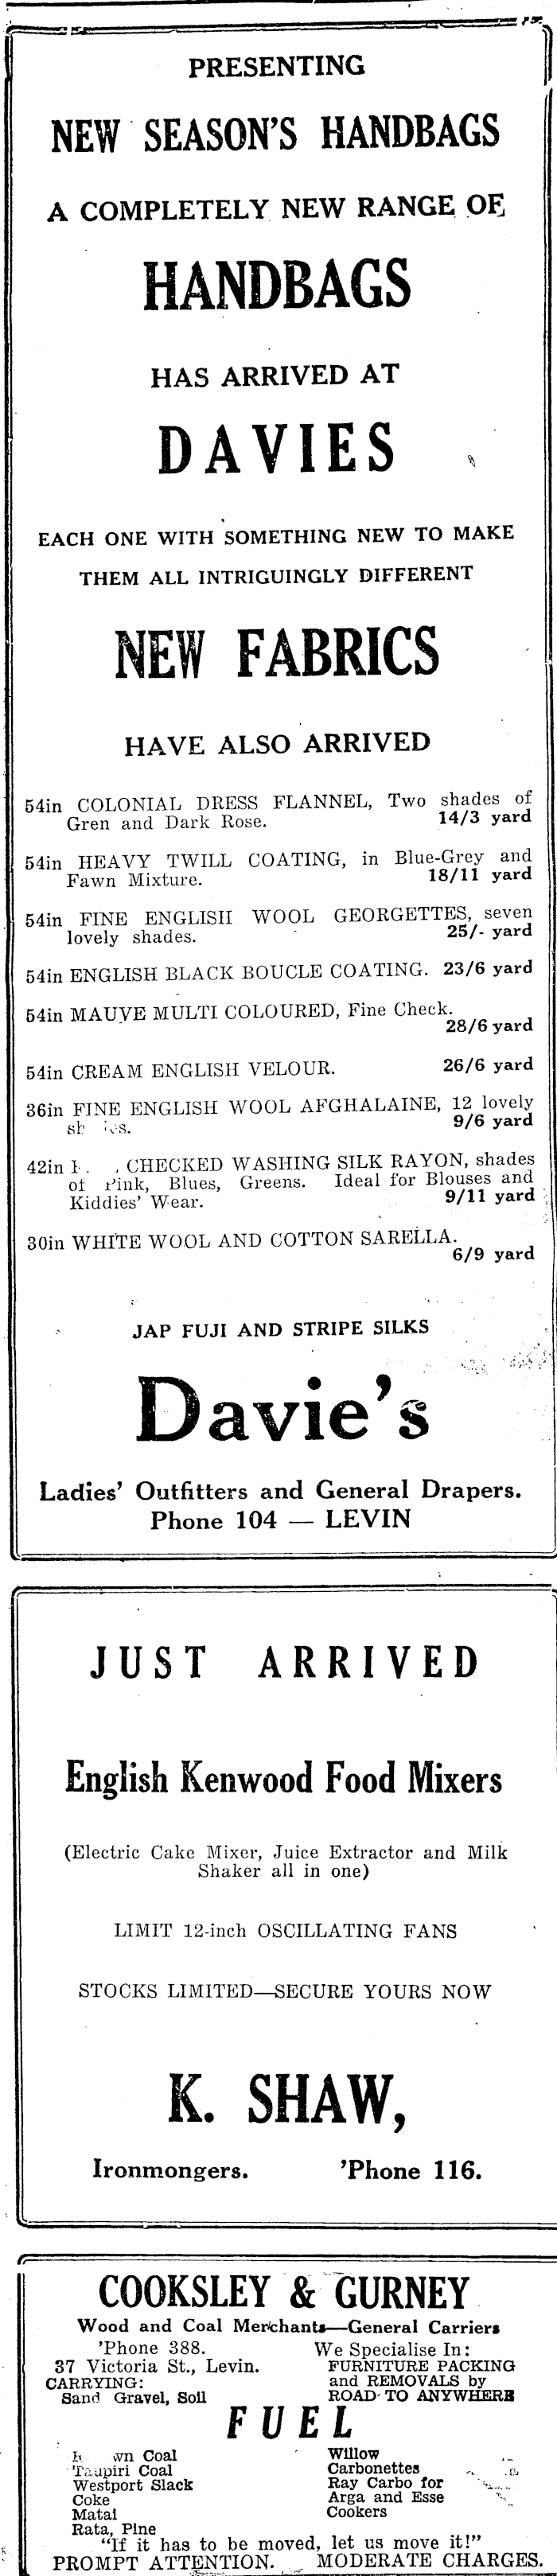 PRESENTING
NEW SEASON'S HANDBAGS
A COMPLETELY NEW RANGE OF
HANDBAGS
HAS ARRIVED AT
DAVIES
EACH ONE WITH SOMETHING NEW TO MAKE
THEM ALL INTRIGUINGLY DIFFERENT
NEW FABRICS
HAVE ALSO ARRIVED
54in COLONIAL DRESS FLANNEL, Two shades of
Gren and Dark Rose. 14/3 yard
54in HEAVY TWILL COATING, in Blue-Grey and
Fawn Mixture. 18/11 yard
54in FINE ENGLISH WOOL GEORGETTES, seven
lovely shades. 25/- yard
54in ENGLISH BLACK BOUCLE COATING. 23/6 yard
54in MAUVE MULTI COLOURED, Fine Check.
28/6 yard
54in CREAM ENGLISH VELOUR. 26/6 yard
36in FINE ENGLISH WOOL AFGHALAINE, 12 lovely
9/6 yard
42in CHECKED WASHING SILK RAYON, shades
of Pink, Blues, Greens. Ideal for Blouses and
Kiddies' Wear. 9/11 yard
30in WHITE WOOL AND COTTON SARELLA.
6/9 yard
JAP FUJI AND STRIPE SILKS
Davie's
Ladies' Outfitters and General Drapers.
Phone 104 — LEVIN
JUST ARRIVED
English Kenwood Food Mixers
(Electric Cake Mixer, Juice Extractor and Milk
Shaker all in one)
LIMIT 12-inch OSCILLATING FANS
STOCKS LIMITED—SECURE YOURS NOW
K. SHAW,
Ironmongers. 'Phone 116.
COOKSLEY & GURNEY
Wood and Coal Merchants—General Carriers
'Phone 388. We Specialise In:
37 Victoria St., Levin. FURNITURE PACKING
CARRYING: and REMOVALS by
Sand Gravel, Soil ROAD TO ANYWHERE
FUEL
Coal Willow
Taupiri Coal Carbonettes
Westport Slack Ray Carbo for
Coke Arga and Esse
Matai Cookers
Rata, Pine
"If it has to be moved, let us move it!"
PROMPT ATTENTION. MODERATE CHARGES.